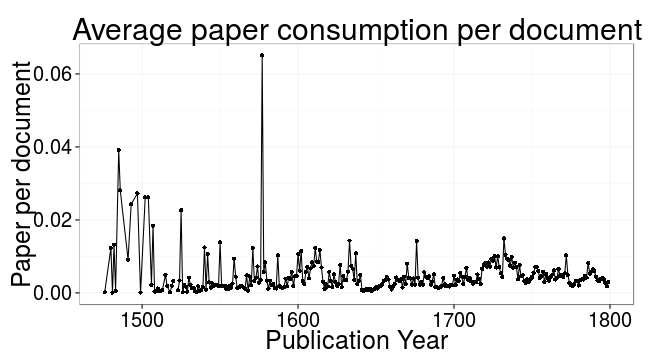 Average paper consumption per document
Paper per document
0.06
0.04
0.02
0.00
1500 1600 1700 1800
Publication Year